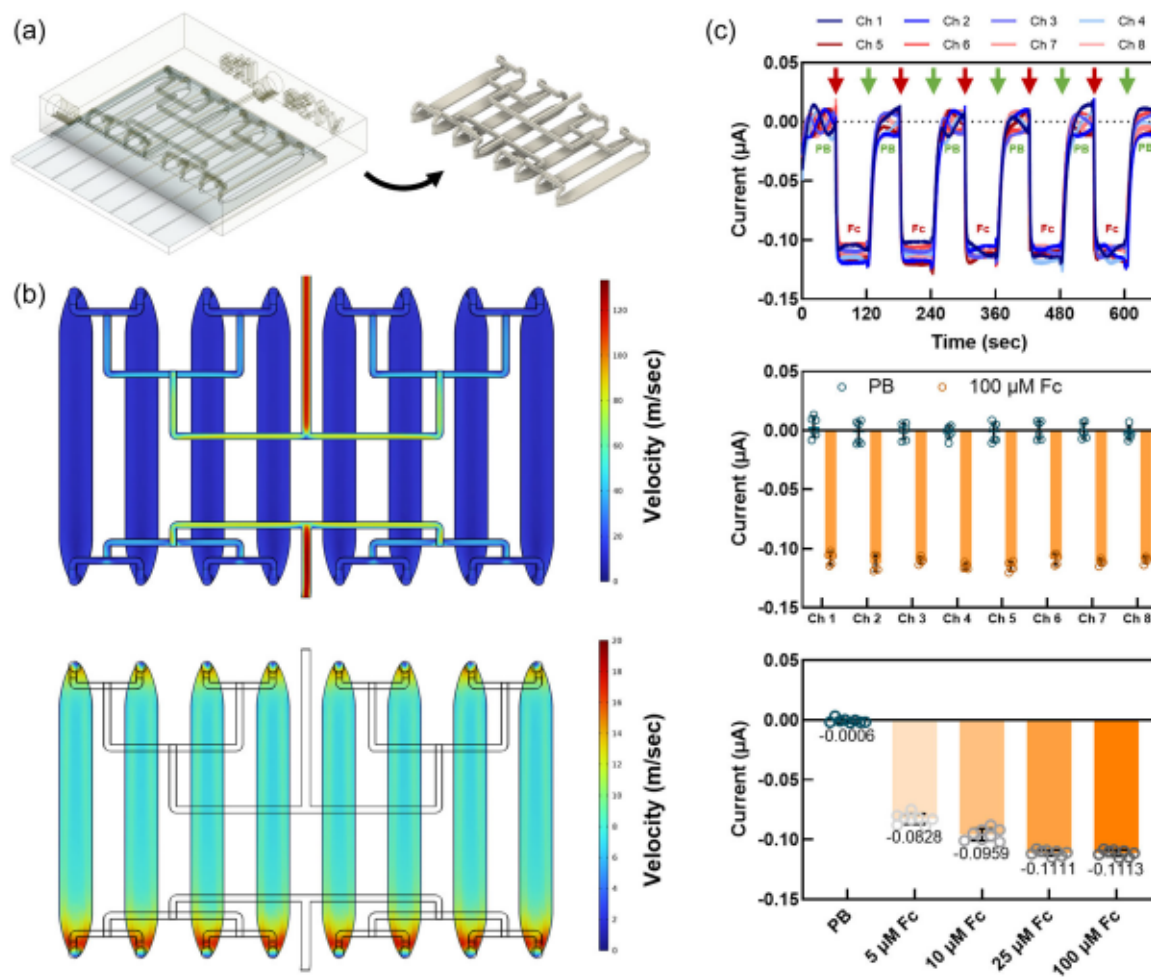 (a)
(b)
Velocity (m/sec)
120
100
80
60
40
20
0
Velocity (m/sec)
20
18
16
14
12
10
8
6
4
2
0
(c)
Ch 1 Ch 2 Ch 3 Ch 4
Ch 5 Ch 6 Ch 7 Ch 8
Current (µA)
0.05
0.00
-0.05
-0.10
-0.15
PB PB PB PB PB PB
Fc Fc Fc Fc Fc
0 120 240 360 480 600
Time (sec)
PB 100 µM Fc
Current (µA)
0.05
0.00
-0.05
-0.10
-0.15
Ch 1 Ch 2 Ch 3 Ch 4 Ch 5 Ch 6 Ch 7 Ch 8
Current (µA)
0.05
0.00
-0.05
-0.10
-0.15
-0.0006
-0.0828
-0.0959
-0.1111
-0.1113
PB
5 µM Fc
10 µM Fc
25 µM Fc
100 µM Fc